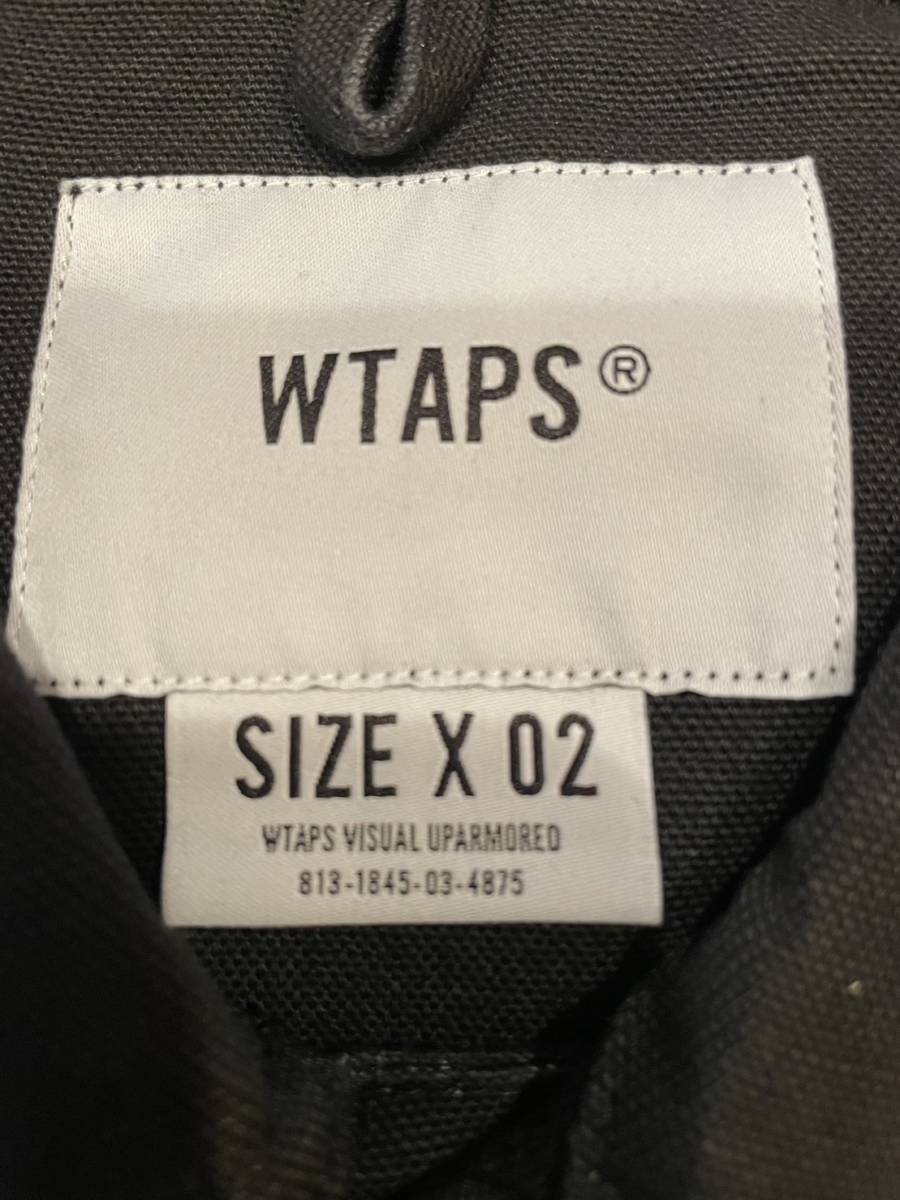 WTAPS®
SIZE X 02
WTAPS VISUAL UPARMORED
813-1845-03-4875